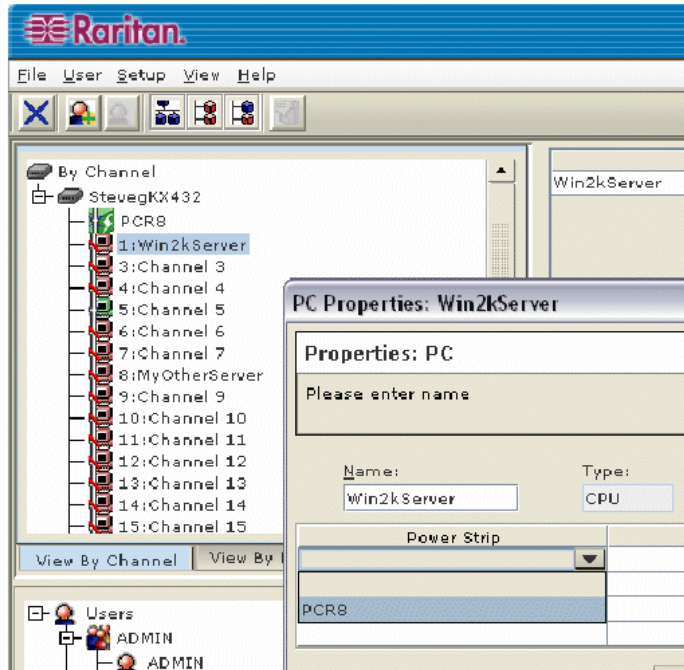 Raritan.
File User Setup View Help
By Channel
StevegKX432
PCR8
1:Win2kServer
3:Channel 3
4:Channel 4
5:Channel 5
6:Channel 6
7:Channel 7
8:MyOtherServer
9:Channel 9
10:Channel 10
11:Channel 11
12:Channel 12
13:Channel 13
14:Channel 14
15:Channel 15
View By Channel View By
Users
ADMIN
ADMIN
Win2kServer
PC Properties: Win2kServer
Properties: PC
Please enter name
Name: Type:
Win2kServer CPU
Power Strip
PCR8